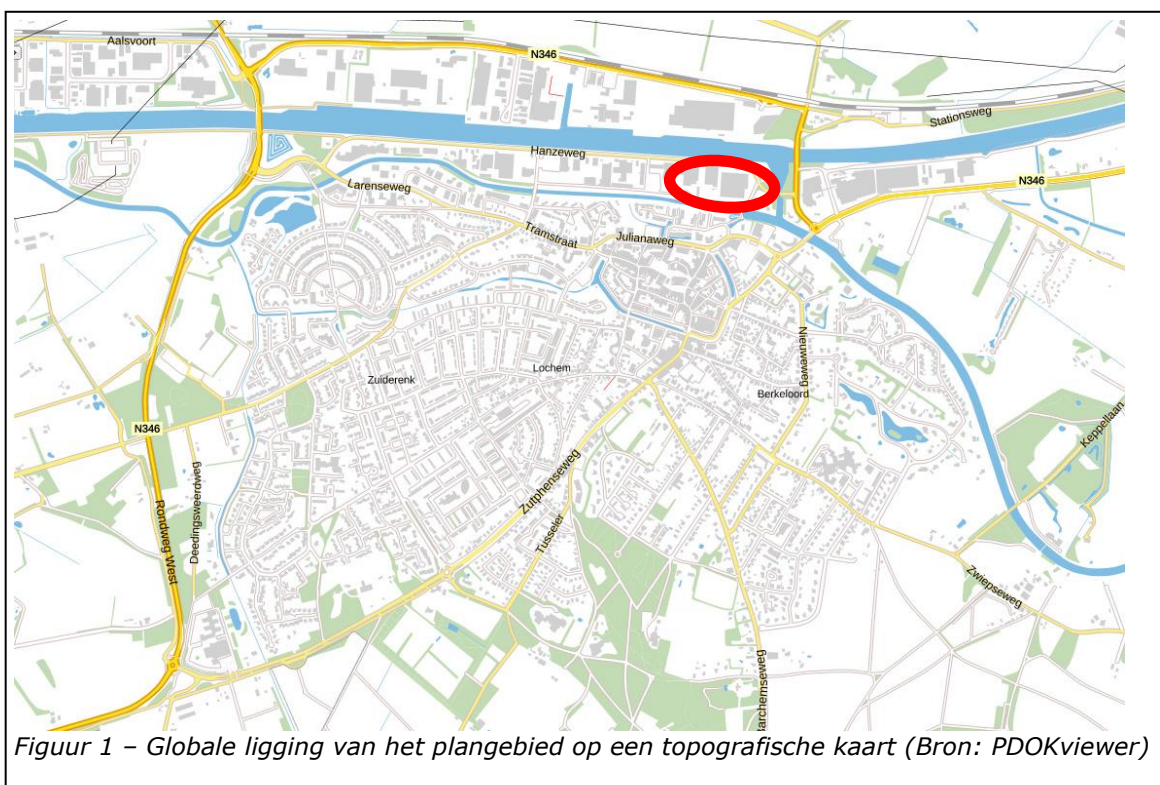 Aalsvoort
N346
Stationsweg
Hanzeweg
N346
Larenseweg
Tramstraat
Julianaweg
Nieuweweg
Lochem
Zuiderenk
Berkeloord
Keppellaan
N346
Zutphenseweg
Deedingsweerdweg
Rondweg West
Tusseler
Zwiepseweg
Barchemseweg
Figuur 1 – Globale ligging van het plangebied op een topografische kaart (Bron: PDOKviewer)